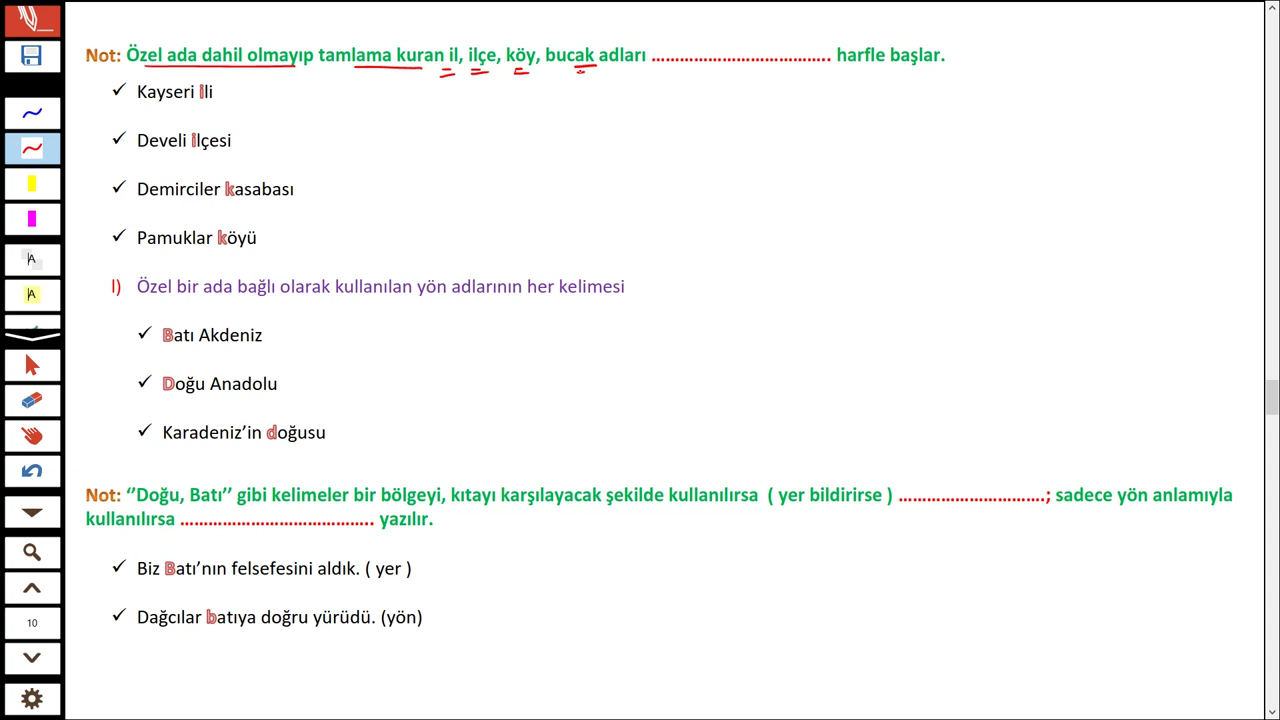 Not: Özel ada dahil olmayıp tamlama kuran il, ilçe, köy, bucak adları ………………………………. harfle başlar.
✓ Kayseri ili
✓ Develi ilçesi
✓ Demirciler kasabası
✓ Pamuklar köyü
l) Özel bir ada bağlı olarak kullanılan yön adlarının her kelimesi
✓ Batı Akdeniz
✓ Doğu Anadolu
✓ Karadeniz’in doğusu
Not: ‘’Doğu, Batı’’ gibi kelimeler bir bölgeyi, kıtayı karşılayacak şekilde kullanılırsa ( yer bildirirse ) ………………………….; sadece yön anlamıyla
kullanılırsa ………………………………….. yazılır.
✓ Biz Batı’nın felsefesini aldık. ( yer )
✓ Dağcılar batıya doğru yürüdü. (yön)
A
A
10